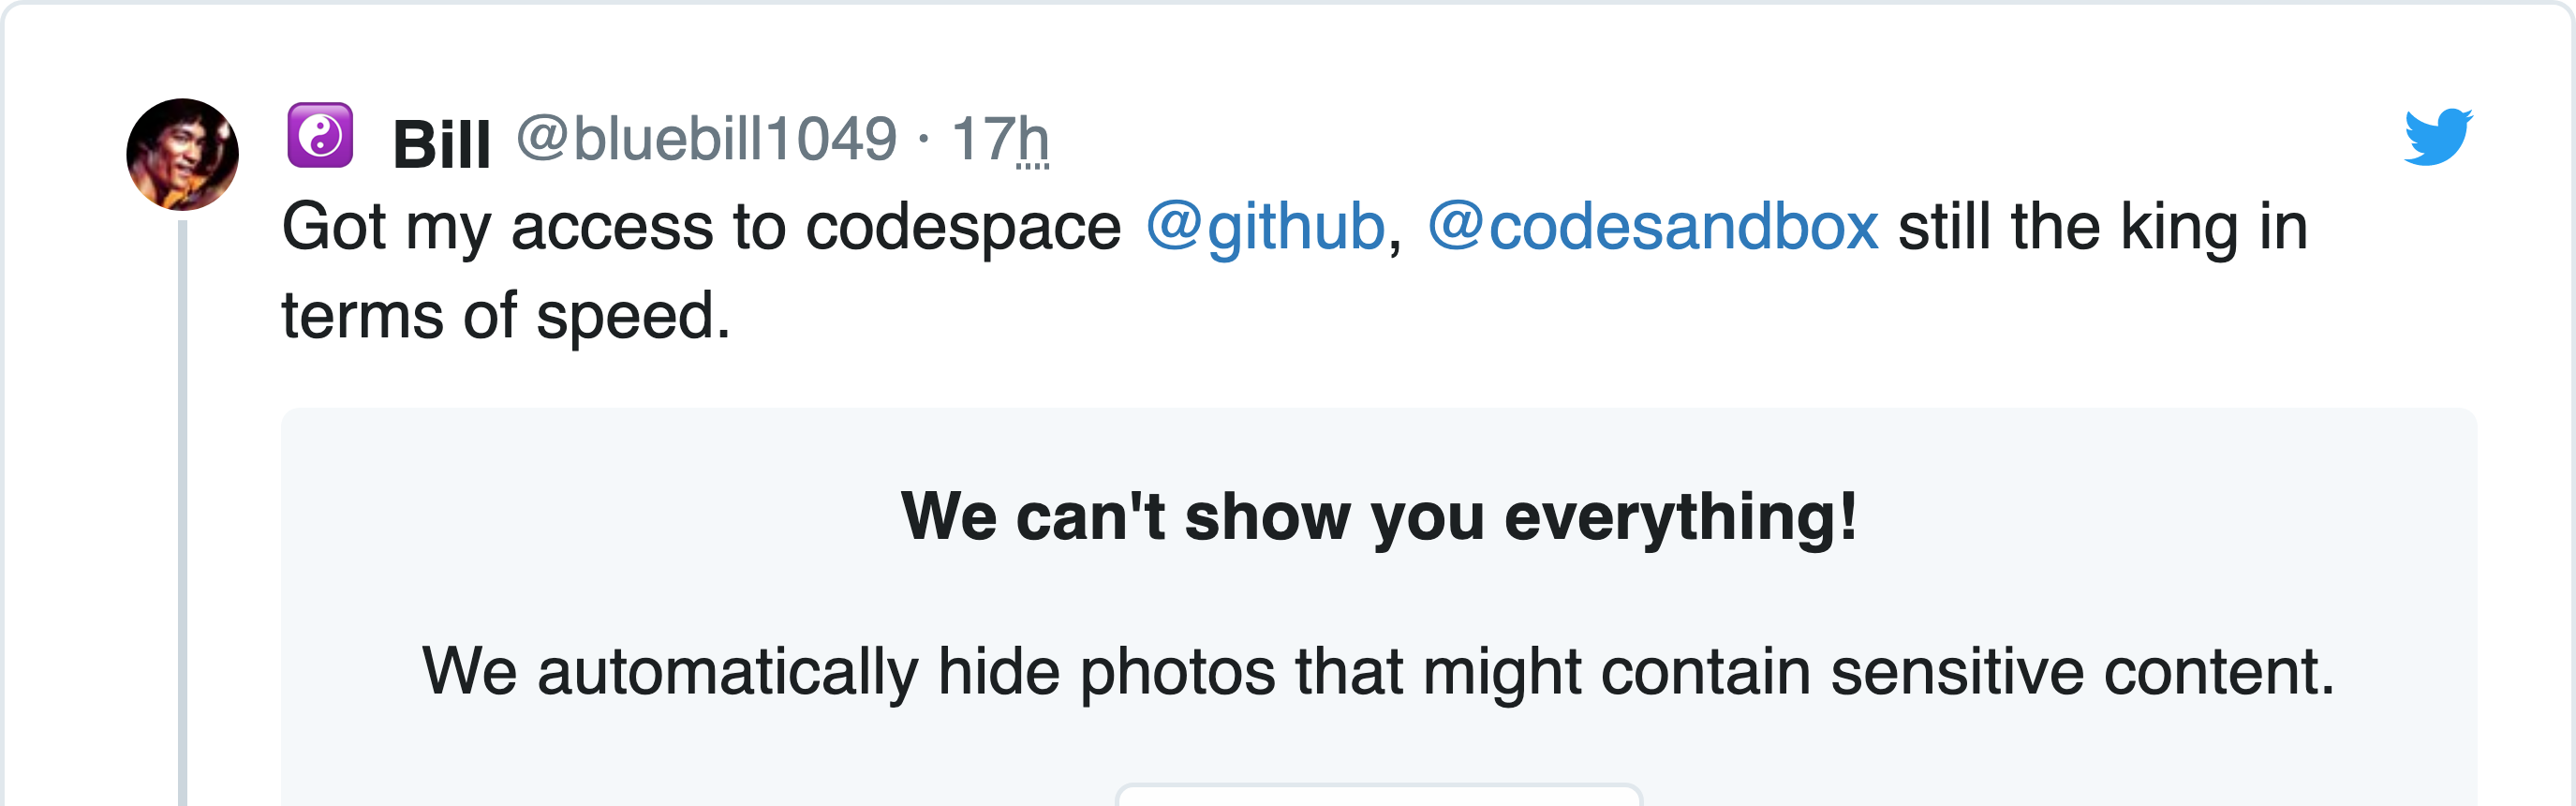 ☯️ Bill @bluebill1049 · 17h
Got my access to codespace @github, @codesandbox still the king in
terms of speed.
We can't show you everything!
We automatically hide photos that might contain sensitive content.